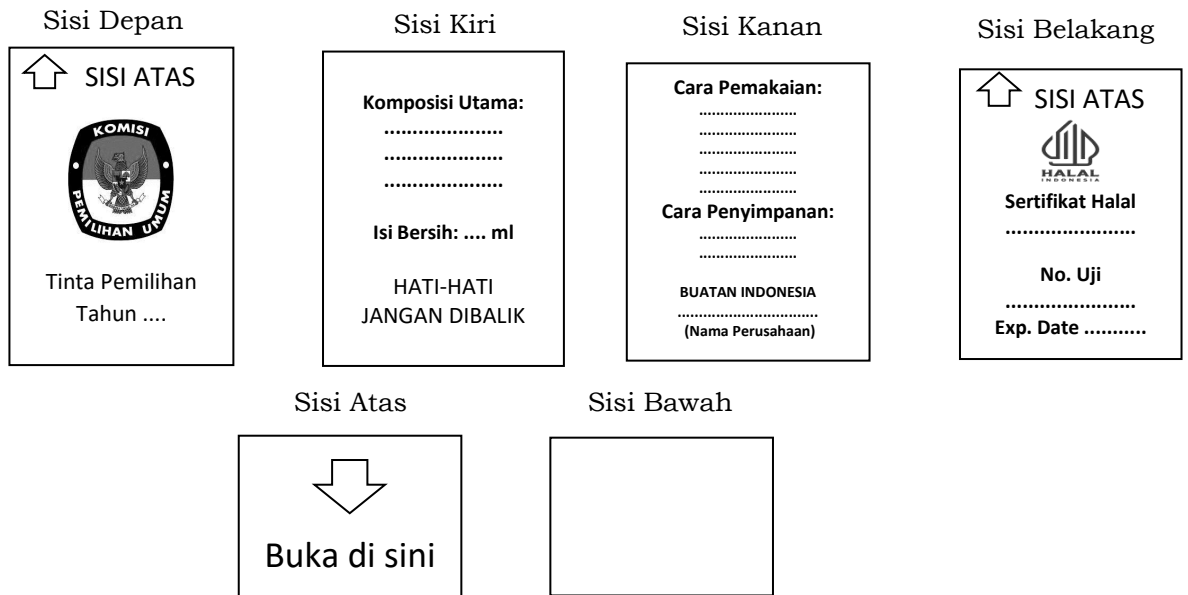 Sisi Depan
SISI ATAS
KOMISI
PEMILIHAN UMUM
Tinta Pemilihan
Tahun ....
Sisi Kiri
Komposisi Utama:
.....................
.....................
.....................
Isi Bersih: .... ml
HATI-HATI
JANGAN DIBALIK
Sisi Kanan
Cara Pemakaian:
.......................
.......................
.......................
.......................
.......................
Cara Penyimpanan:
.......................
.......................
BUATAN INDONESIA
.................................
(Nama Perusahaan)
Sisi Belakang
SISI ATAS
HALAL
INDONESIA
Sertifikat Halal
.......................
No. Uji
.......................
Exp. Date ...........
Sisi Atas
Buka di sini
Sisi Bawah